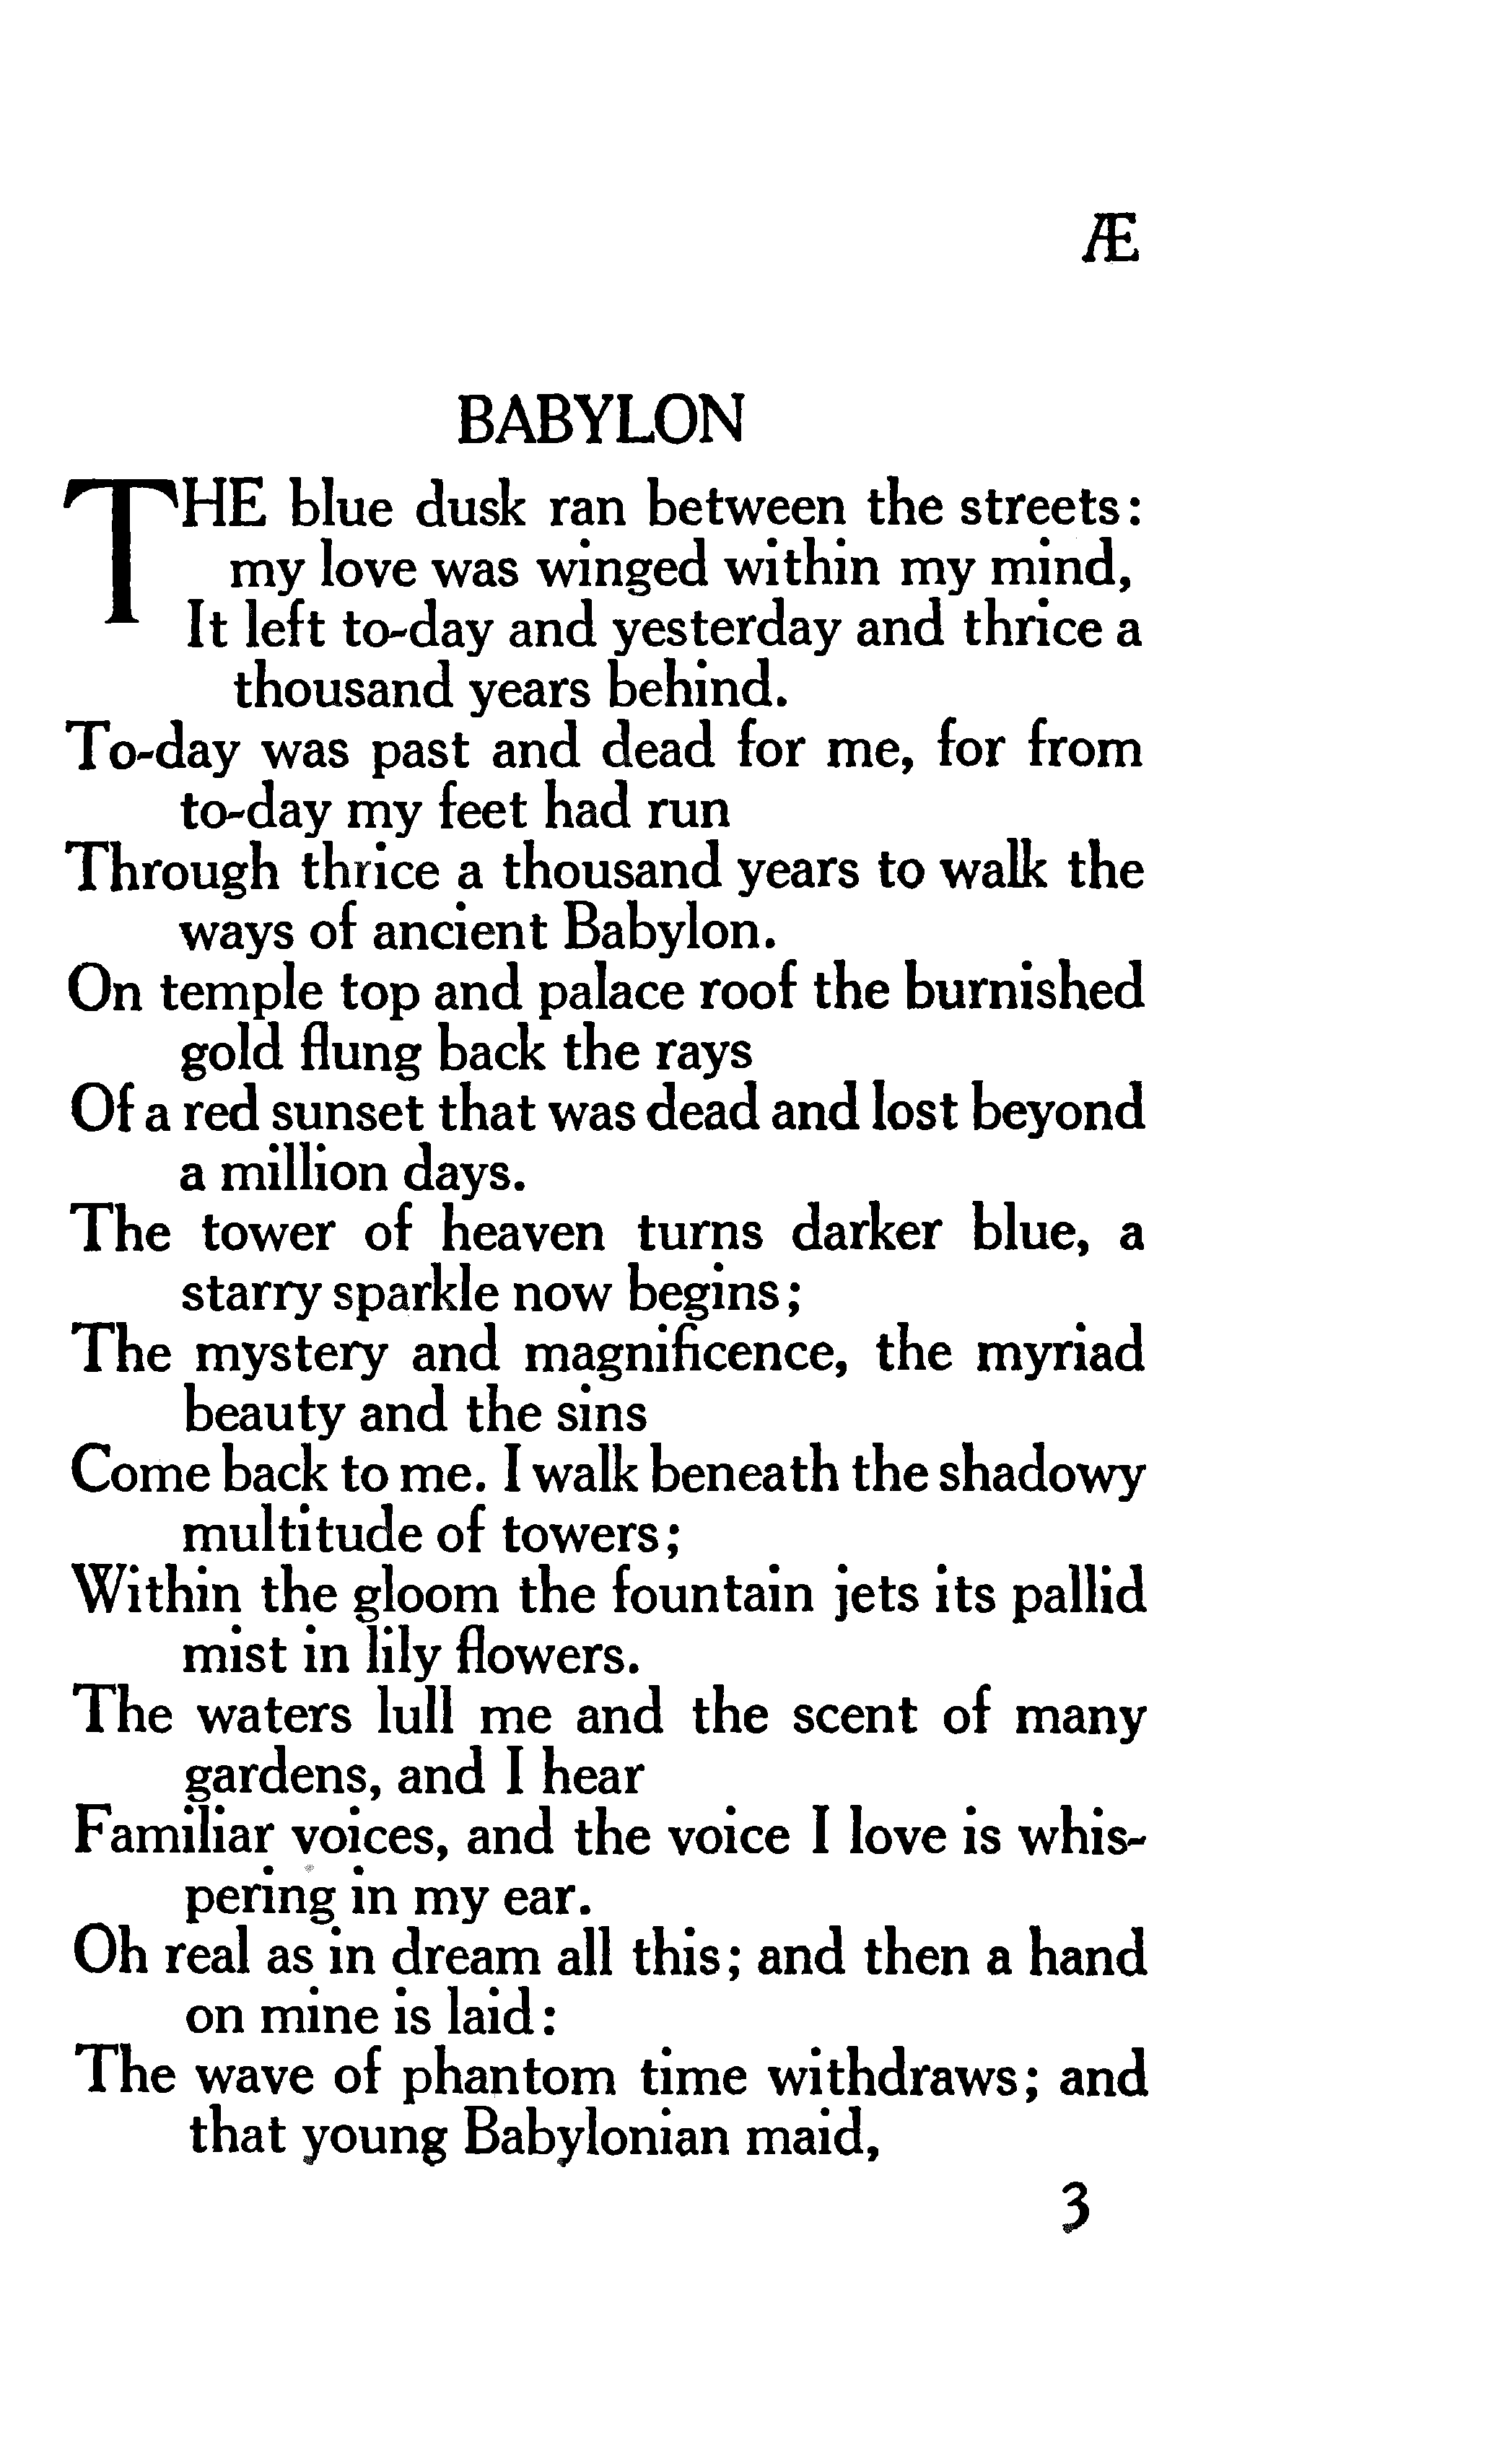 Æ
BABYLON
THE blue dusk ran between the streets:
my love was winged within my mind,
It left to-day and yesterday and thrice a
thousand years behind.
To-day was past and dead for me, for from
to-day my feet had run
Through thrice a thousand years to walk the
ways of ancient Babylon.
On temple top and palace roof the burnished
gold flung back the rays
Of a red sunset that was dead and lost beyond
a million days.
The tower of heaven turns darker blue, a
starry sparkle now begins;
The mystery and magnificence, the myriad
beauty and the sins
Come back to me. I walk beneath the shadowy
multitude of towers;
Within the gloom the fountain jets its pallid
mist in lily flowers.
The waters lull me and the scent of many
gardens, and I hear
Familiar voices, and the voice I love is whis-
pering in my ear.
Oh real as in dream all this; and then a hand
on mine is laid:
The wave of phantom time withdraws; and
that young Babylonian maid,
3